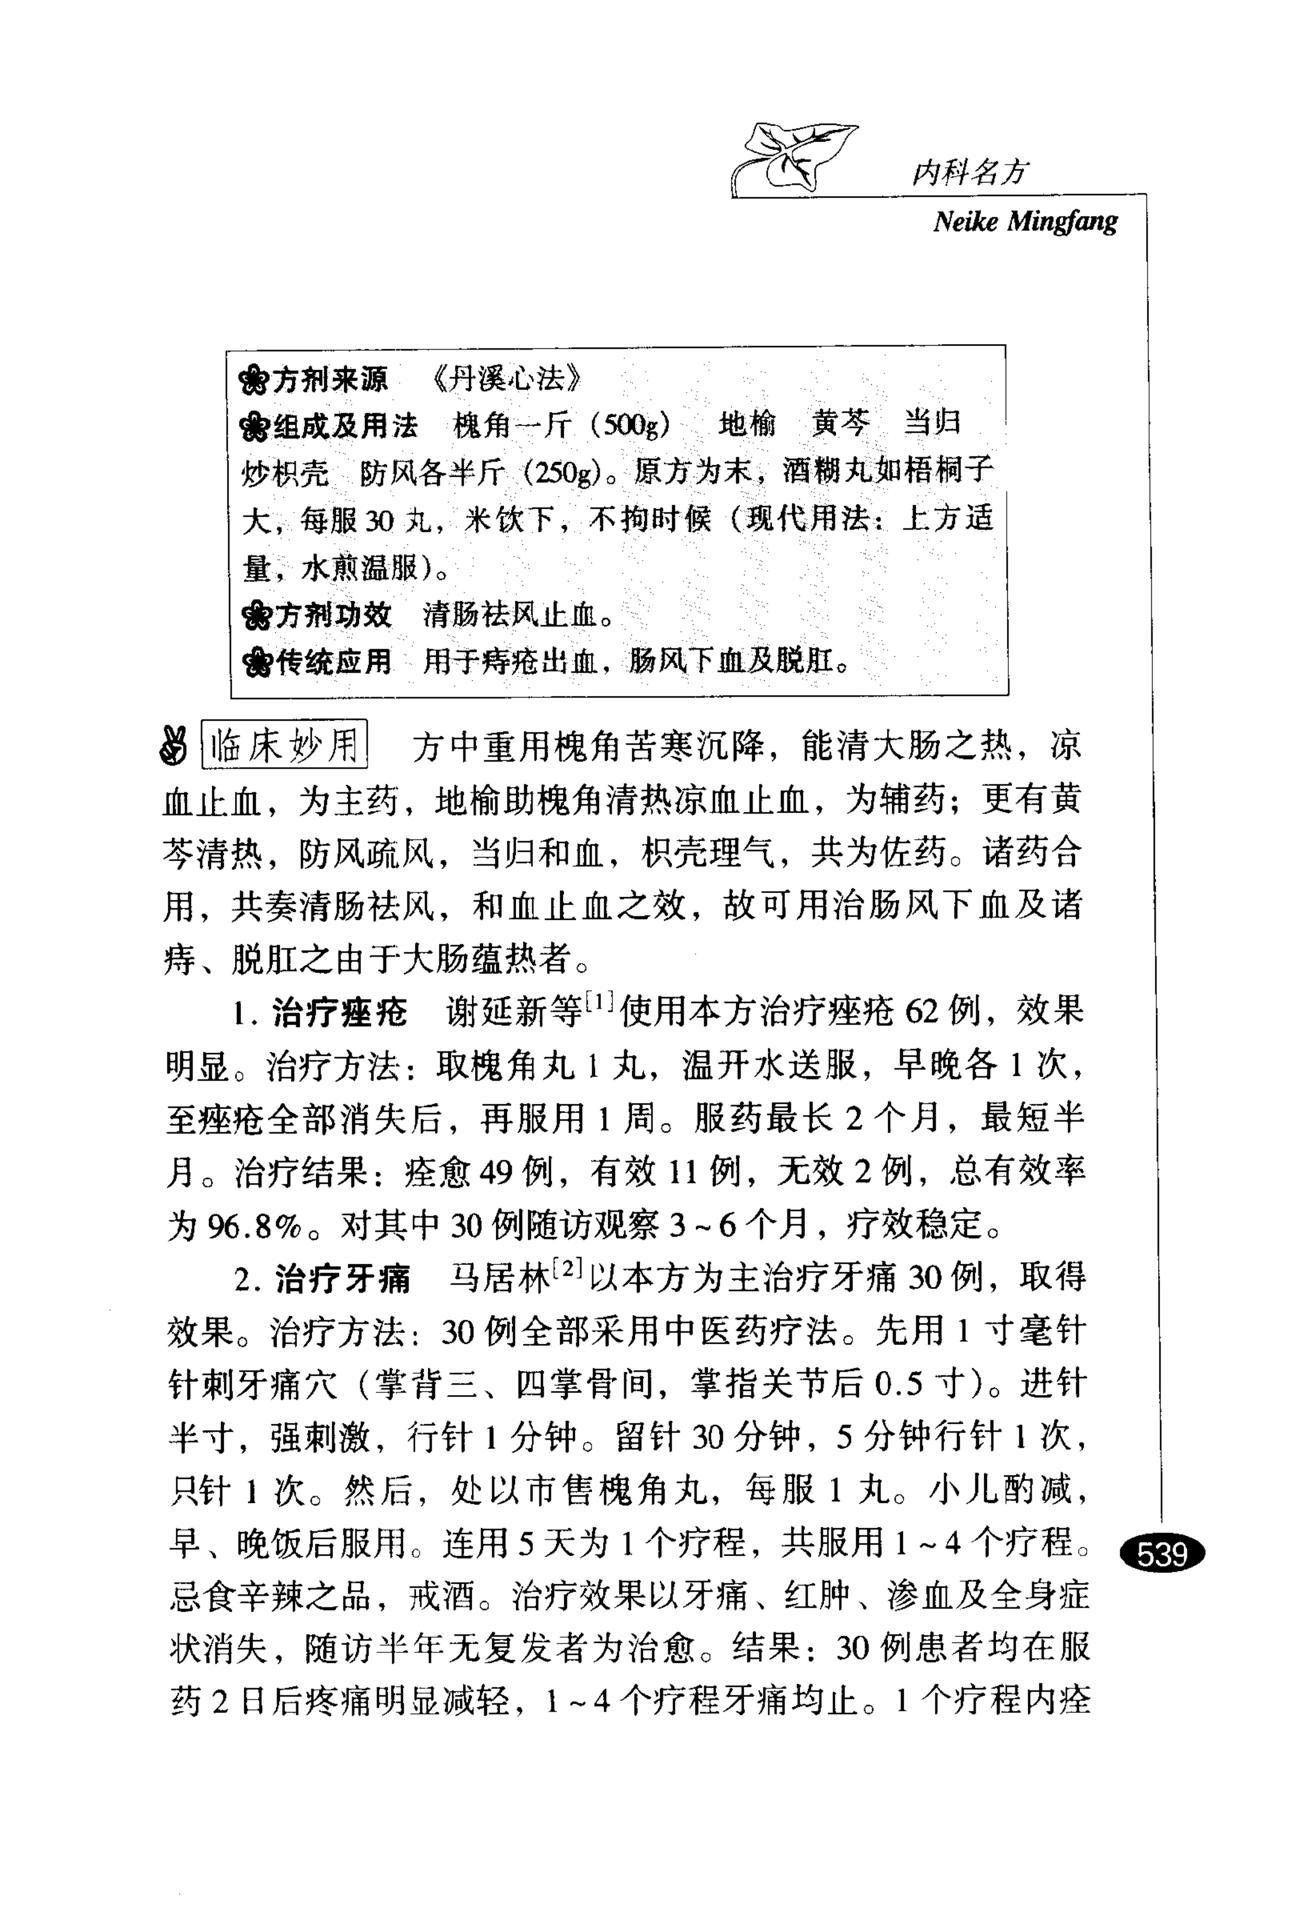 内科名方
Neike Mingfang
方剂来源 《丹溪心法》
组成及用法 槐角一斤（500g） 地榆 黄芩 当归
炒枳壳 防风各半斤（250g）。原方为末，酒糊丸如梧桐子
大，每服30丸，米饮下，不拘时候（现代用法：上方适
量，水煎温服）。
方剂功效 清肠祛风止血。
传统应用 用于痔疮出血，肠风下血及脱肛。
临床妙用 方中重用槐角苦寒沉降，能清大肠之热，凉
血止血，为主药，地榆助槐角清热凉血止血，为辅药；更有黄
芩清热，防风疏风，当归和血，枳壳理气，共为佐药。诸药合
用，共奏清肠祛风，和血止血之效，故可用治肠风下血及诸
痔、脱肛之由于大肠蕴热者。
1. 治疗痤疮 谢延新等[1]使用本方治疗痤疮62例，效果
明显。治疗方法：取槐角丸1丸，温开水送服，早晚各1次，
至痤疮全部消失后，再服用1周。服药最长2个月，最短半
月。治疗结果：痊愈49例，有效11例，无效2例，总有效率
为96.8%。对其中30例随访观察3~6个月，疗效稳定。
2. 治疗牙痛 马居林[2]以本方为主治疗牙痛30例，取得
效果。治疗方法：30例全部采用中医药疗法。先用1寸毫针
针刺牙痛穴（掌背三、四掌骨间，掌指关节后0.5寸）。进针
半寸，强刺激，行针1分钟。留针30分钟，5分钟行针1次，
只针1次。然后，处以市售槐角丸，每服1丸。小儿酌减，
早、晚饭后服用。连用5天为1个疗程，共服用1~4个疗程。
忌食辛辣之品，戒酒。治疗效果以牙痛、红肿、渗血及全身症
状消失，随访半年无复发者为治愈。结果：30例患者均在服
药2日后疼痛明显减轻，1~4个疗程牙痛均止。1个疗程内痊
539